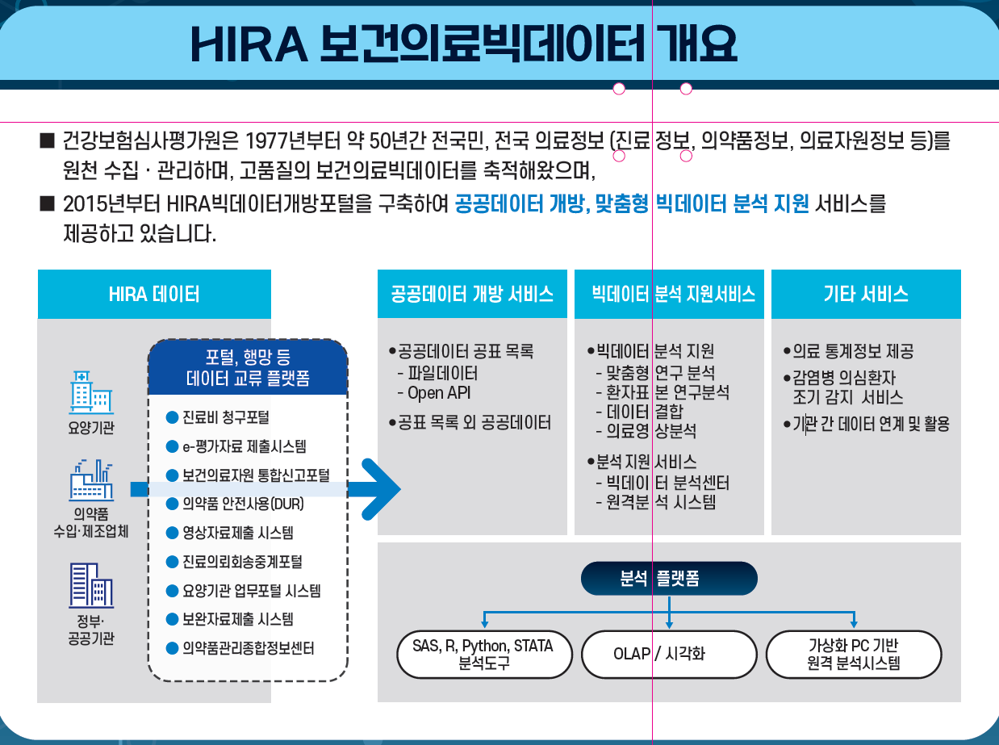 HIRA 보건의료빅데이터 개요
■ 건강보험심사평가원은 1977년부터 약 50년간 전국민, 전국 의료정보 (진료 정보, 의약품정보, 의료자원정보 등)를
원천 수집 · 관리하며, 고품질의 보건의료빅데이터를 축적해왔으며,
■ 2015년부터 HIRA빅데이터개방포털을 구축하여 공공데이터 개방, 맞춤형 빅데이터 분석 지원 서비스를
제공하고 있습니다.
HIRA 데이터
요양기관
의약품
수입·제조업체
정부·
공공기관
포털, 행망 등
데이터 교류 플랫폼
● 진료비 청구포털
● e-평가자료 제출시스템
● 보건의료자원 통합신고포털
● 의약품 안전사용(DUR)
● 영상자료제출 시스템
● 진료의뢰회송중계포털
● 요양기관 업무포털 시스템
● 보완자료제출 시스템
● 의약품관리종합정보센터
공공데이터 개방 서비스
●공공데이터 공표 목록
- 파일데이터
- Open API
●공표 목록 외 공공데이터
빅데이터 분석 지원서비스
●빅데이터 분석 지원
- 맞춤형 연구 분석
- 환자표 본 연구분석
- 데이터 결합
- 의료영 상분석
●분석 지원 서비스
- 빅데이 터 분석센터
- 원격분 석 시스템
기타 서비스
●의료 통계정보 제공
●감염병 의심환자
조기 감지 서비스
●기관 간 데이터 연계 및 활용
분석 플랫폼
SAS, R, Python, STATA
분석도구
OLAP / 시각화
가상화 PC 기반
원격 분석시스템